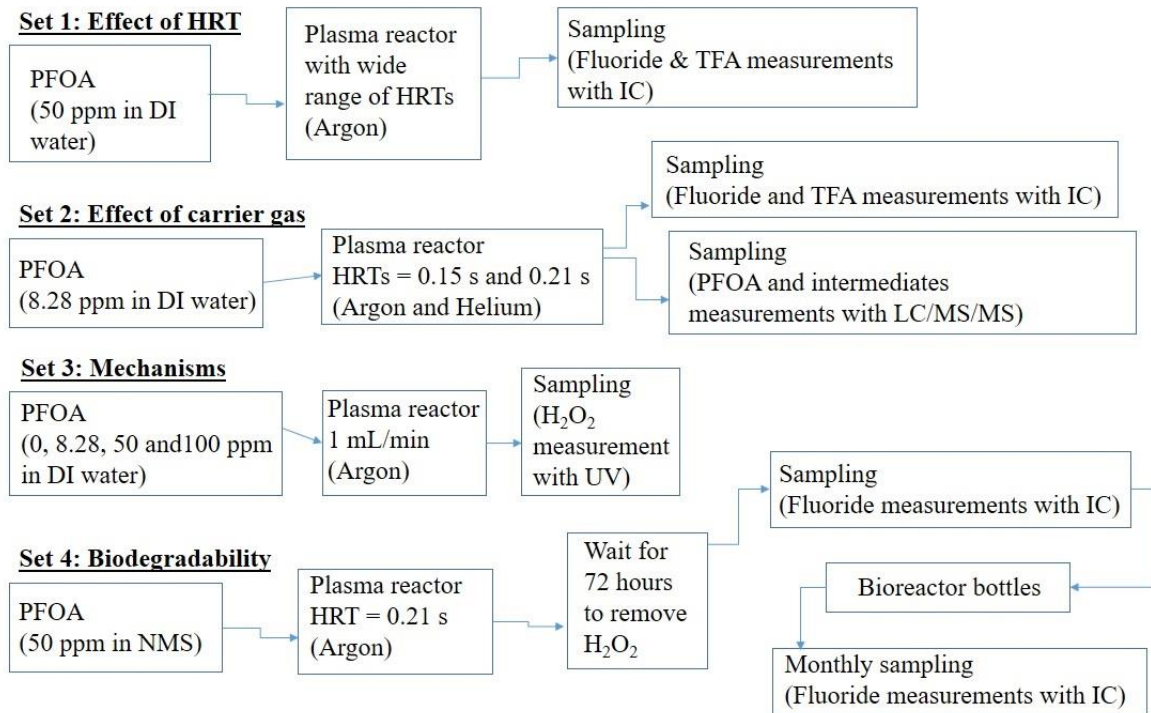 Set 1: Effect of HRT
PFOA
(50 ppm in DI
water)
Plasma reactor
with wide
range of HRTs
(Argon)
Sampling
(Fluoride & TFA measurements
with IC)
Set 2: Effect of carrier gas
PFOA
(8.28 ppm in DI water)
Plasma reactor
HRTs = 0.15 s and 0.21 s
(Argon and Helium)
Sampling
(Fluoride and TFA measurements with IC)
Sampling
(PFOA and intermediates
measurements with LC/MS/MS)
Set 3: Mechanisms
PFOA
(0, 8.28, 50 and100 ppm
in DI water)
Plasma reactor
1 mL/min
(Argon)
Sampling
(H₂O₂
measurement
with UV)
Set 4: Biodegradability
PFOA
(50 ppm in NMS)
Plasma reactor
HRT = 0.21 s
(Argon)
Wait for
72 hours
to remove
H₂O₂
Sampling
(Fluoride measurements with IC)
Bioreactor bottles
Monthly sampling
(Fluoride measurements with IC)